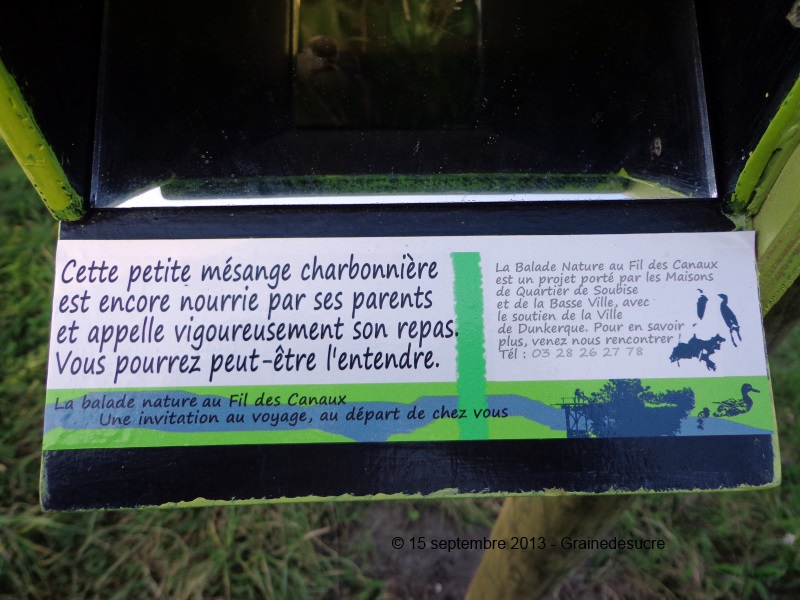 Cette petite mésange charbonnière
est encore nourrie par ses parents
et appelle vigoureusement son repas.
Vous pourrez peut-être l'entendre.
La Balade Nature au Fil des Canaux
est un projet porté par les Maisons
de Quartier de Soubise
et de la Basse Ville, avec
le soutien de la Ville
de Dunkerque. Pour en savoir
plus, venez nous rencontrer
Tél : 03 28 26 27 78
La balade nature au Fil des Canaux
Une invitation au voyage, au départ de chez vous
© 15 septembre 2013 - Grainedesucre